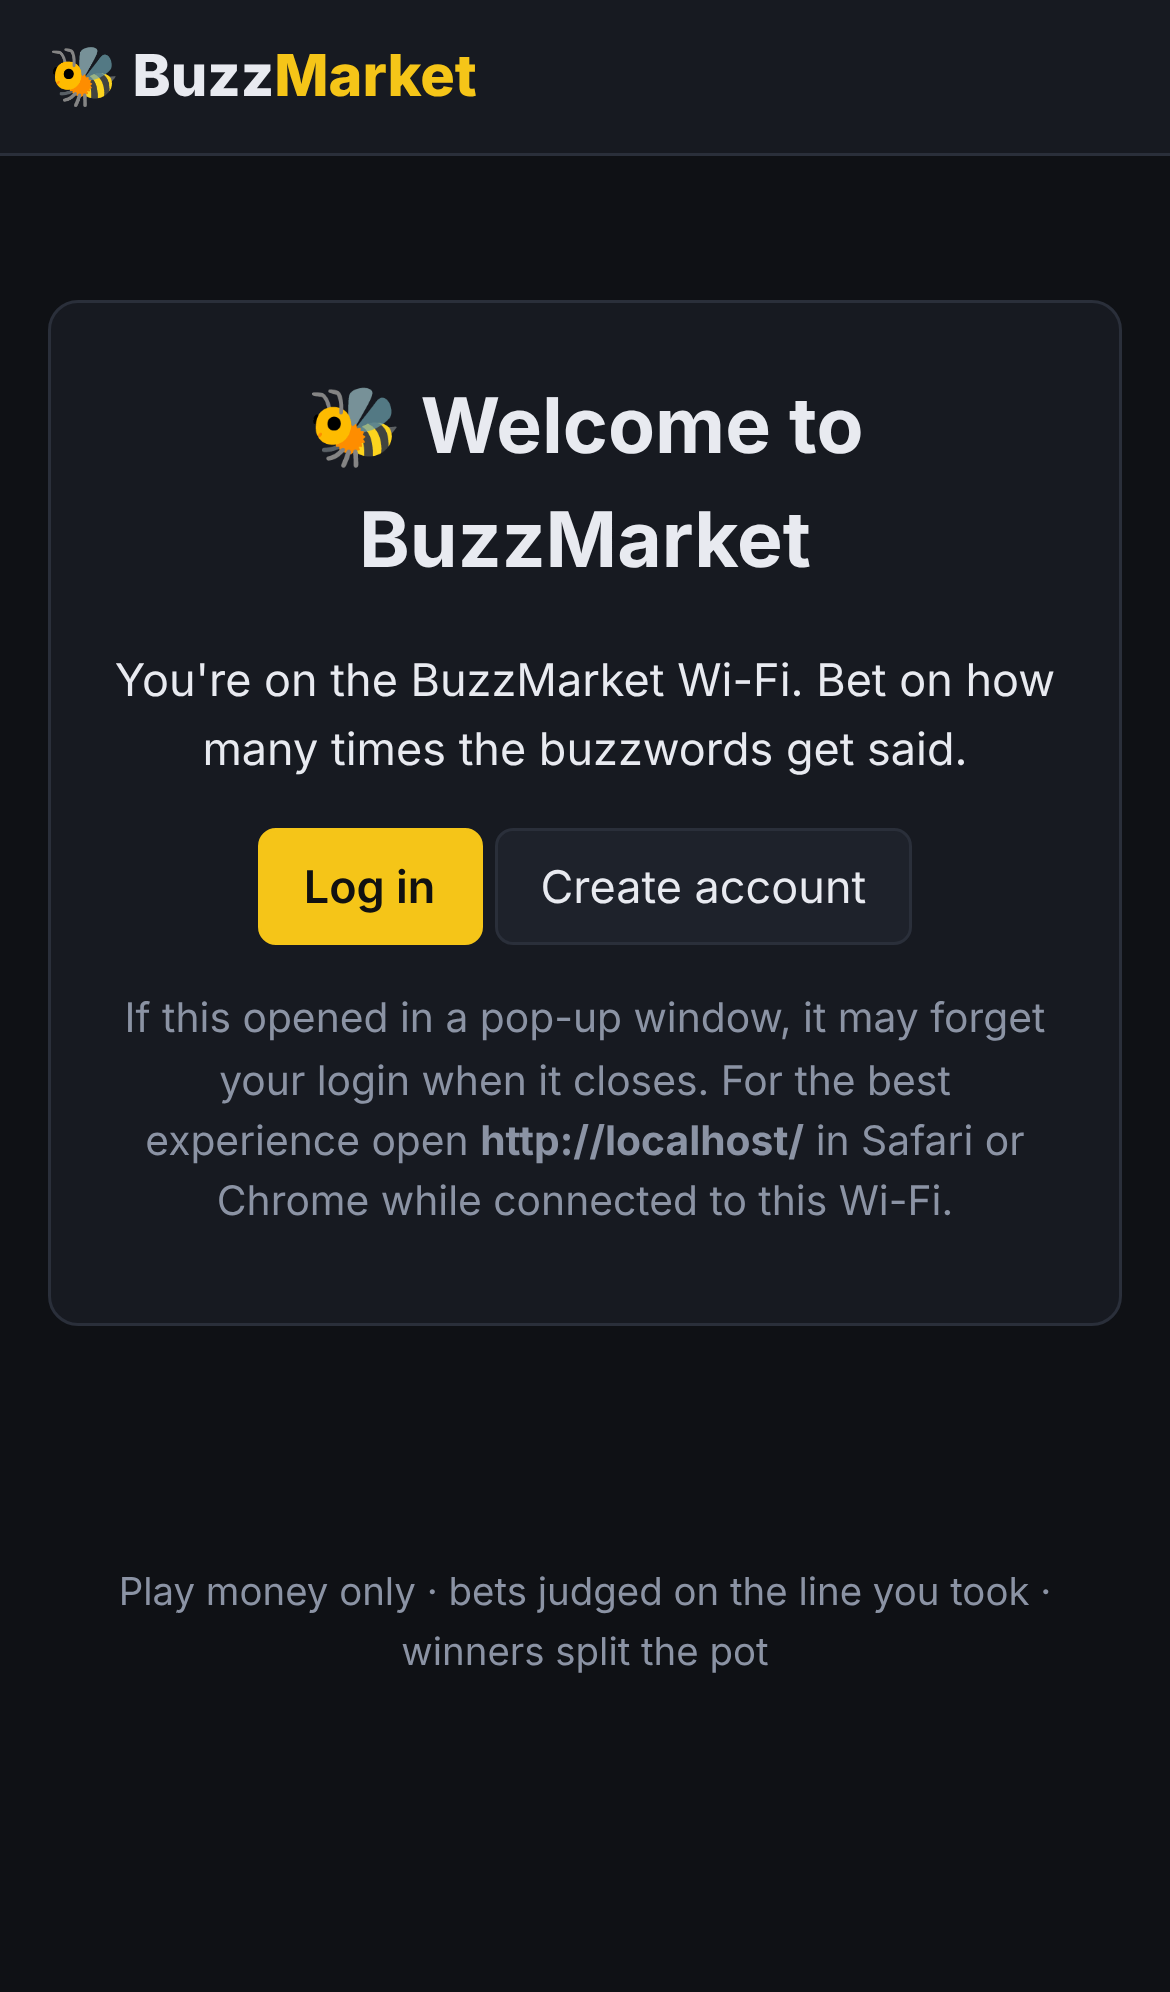 BuzzMarket
Welcome to
BuzzMarket
You're on the BuzzMarket Wi-Fi. Bet on how
many times the buzzwords get said.
Log in
Create account
If this opened in a pop-up window, it may forget
your login when it closes. For the best
experience open http://localhost/ in Safari or
Chrome while connected to this Wi-Fi.
Play money only · bets judged on the line you took ·
winners split the pot